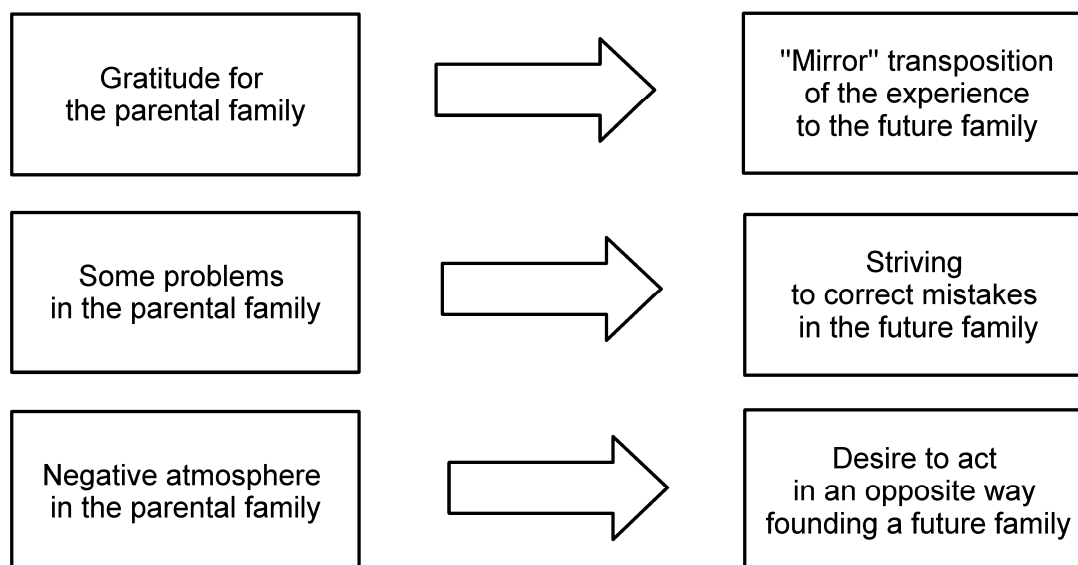 Gratitude for
the parental family
"Mirror" transposition
of the experience
to the future family
Some problems
in the parental family
Striving
to correct mistakes
in the future family
Negative atmosphere
in the parental family
Desire to act
in an opposite way
founding a future family